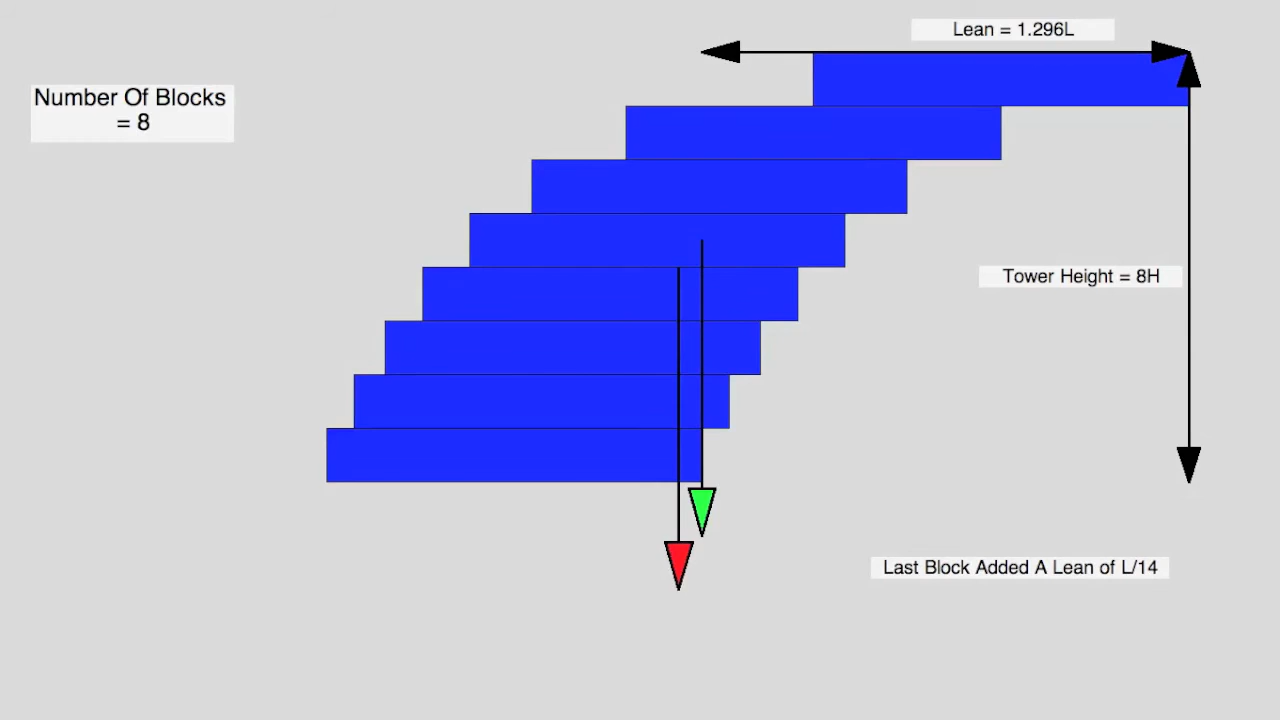 Lean = 1.296L
Number Of Blocks
= 8
Tower Height = 8H
Last Block Added A Lean of L/14